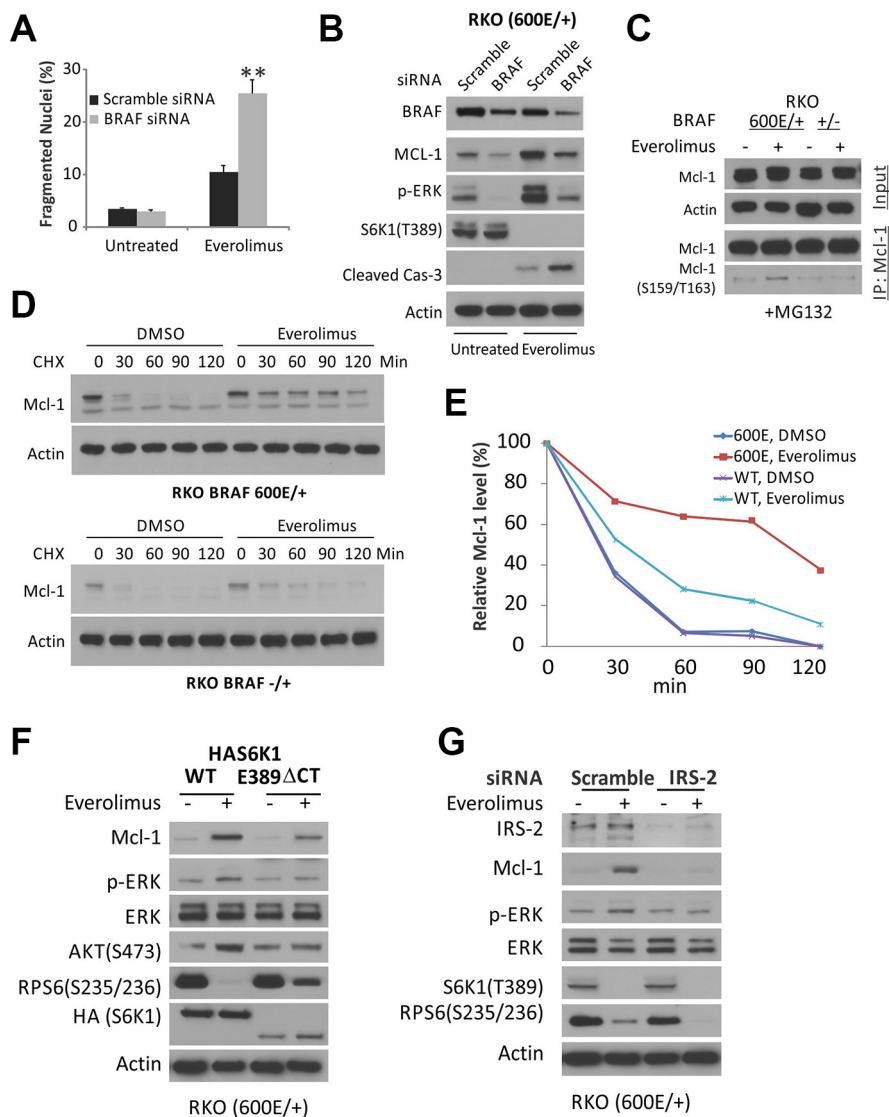 A
Fragmented Nuclei (%)
30
20
10
0
Scramble siRNA
BRAF siRNA
**
Untreated
Everolimus
B
RKO (600E/+)
siRNA
Scramble
BRAF
Scramble
BRAF
BRAF
MCL-1
p-ERK
S6K1(T389)
Cleaved Cas-3
Actin
Untreated Everolimus
C
RKO
BRAF 600E/+ +/-
Everolimus - + - +
Mcl-1
Actin
Input
Mcl-1
Mcl-1
(S159/T163)
IP: Mcl-1
+MG132
D
DMSO Everolimus
CHX 0 30 60 90 120 0 30 60 90 120 Min
Mcl-1
Actin
RKO BRAF 600E/+
DMSO Everolimus
CHX 0 30 60 90 120 0 30 60 90 120 Min
Mcl-1
Actin
RKO BRAF -/+
E
Relative Mcl-1 level (%)
100
80
60
40
20
0
600E, DMSO
600E, Everolimus
WT, DMSO
WT, Everolimus
0 30 60 90 120
min
F
HAS6K1
WT E389 ΔCT
Everolimus - + - +
Mcl-1
p-ERK
ERK
AKT(S473)
RPS6(S235/236)
HA (S6K1)
Actin
RKO (600E/+)
G
siRNA Scramble IRS-2
Everolimus - + - +
IRS-2
Mcl-1
p-ERK
ERK
S6K1(T389)
RPS6(S235/236)
Actin
RKO (600E/+)